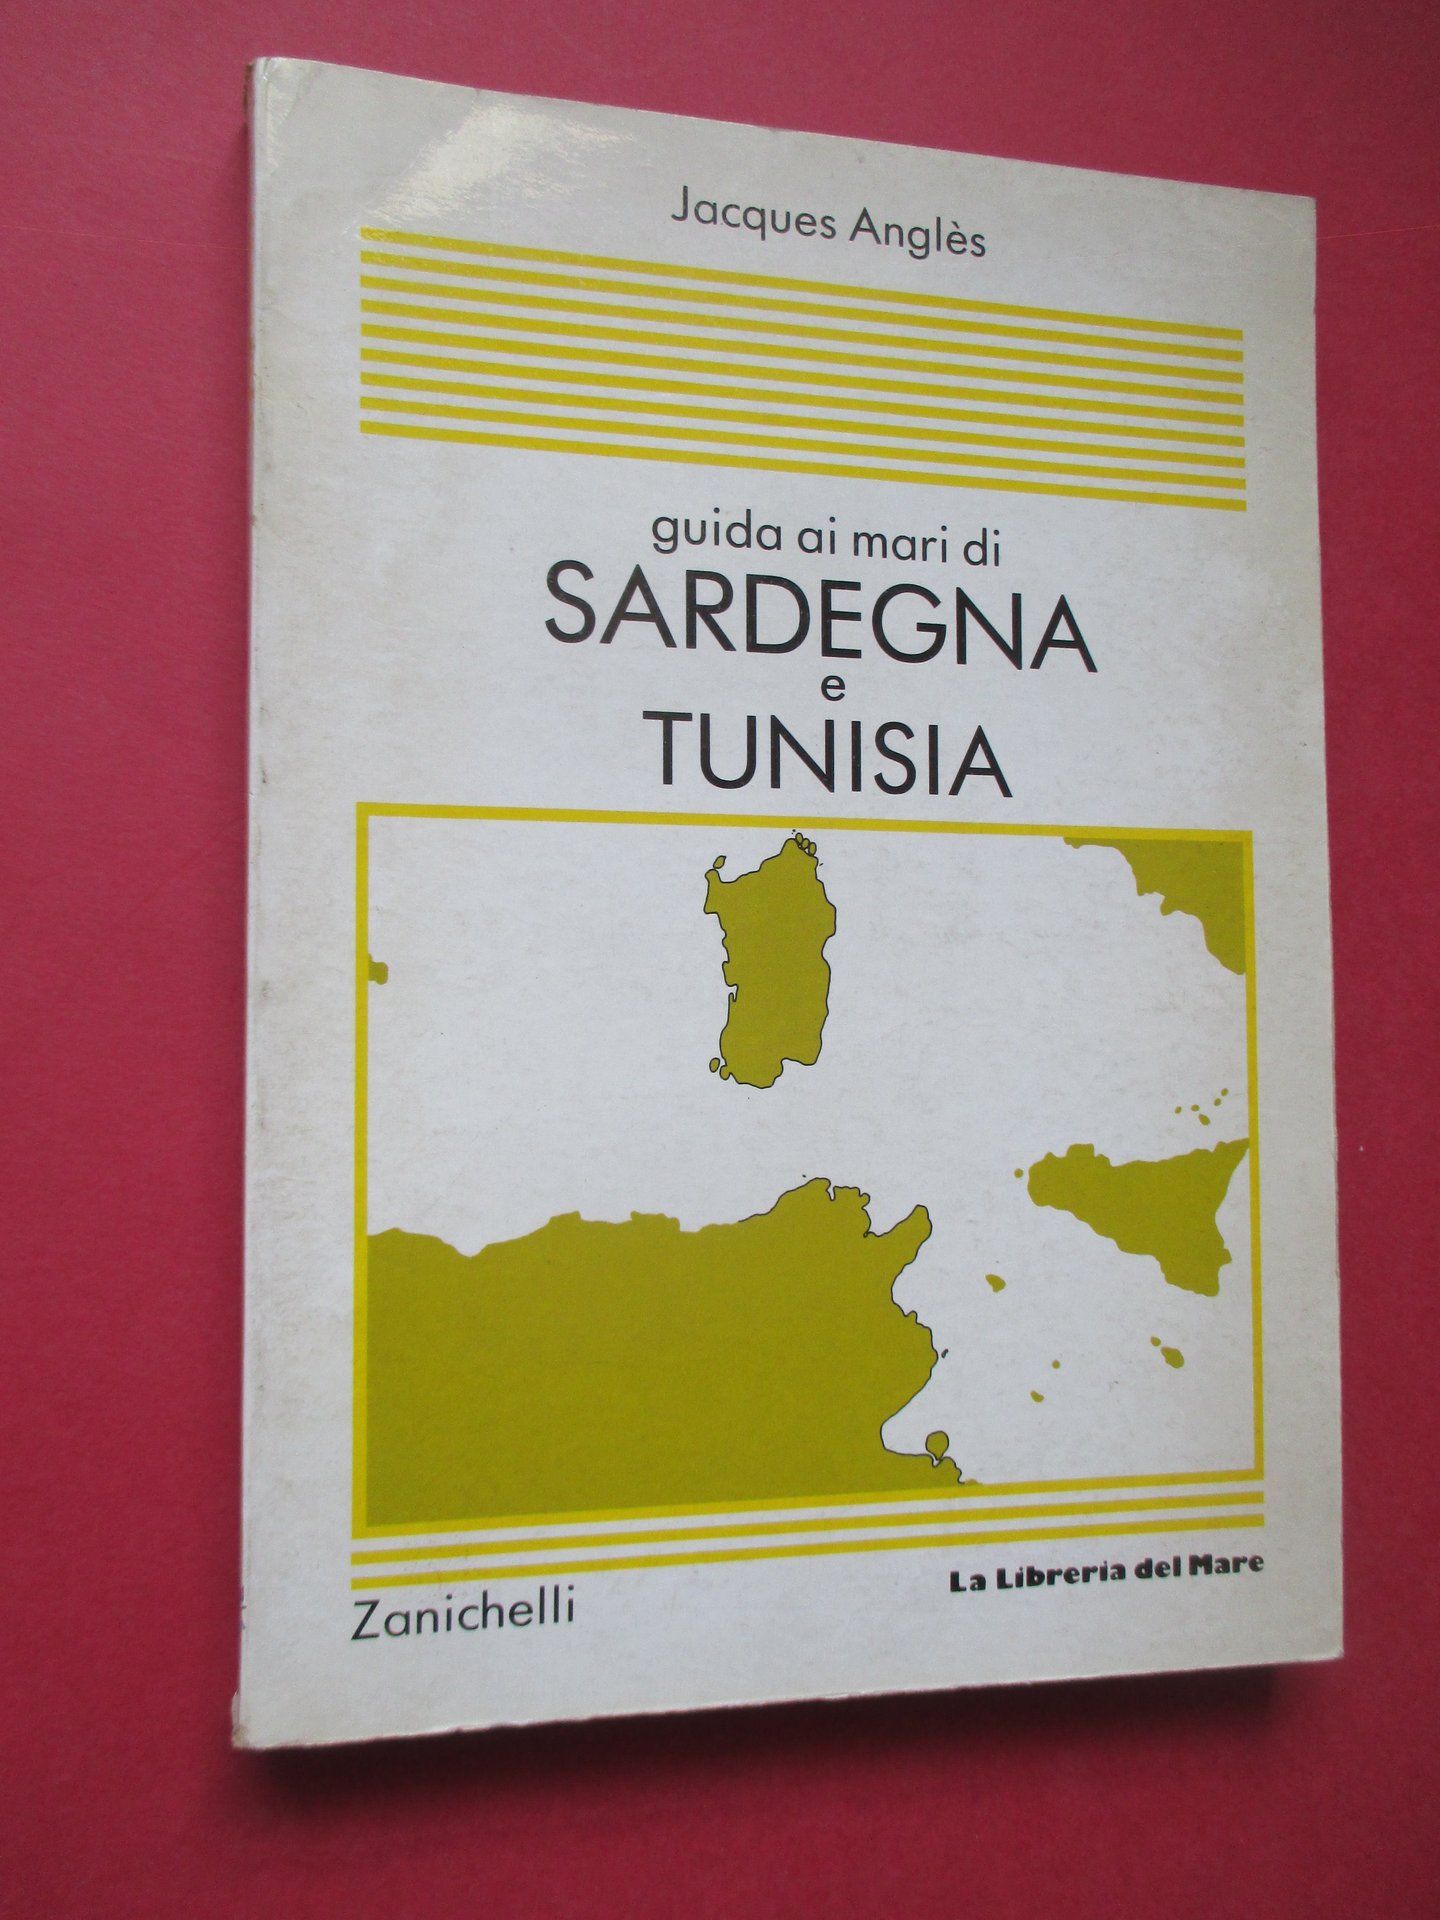 Jacques Anglès
guida ai mari di
SARDEGNA
e
TUNISIA
La Libreria del Mare
Zanichelli